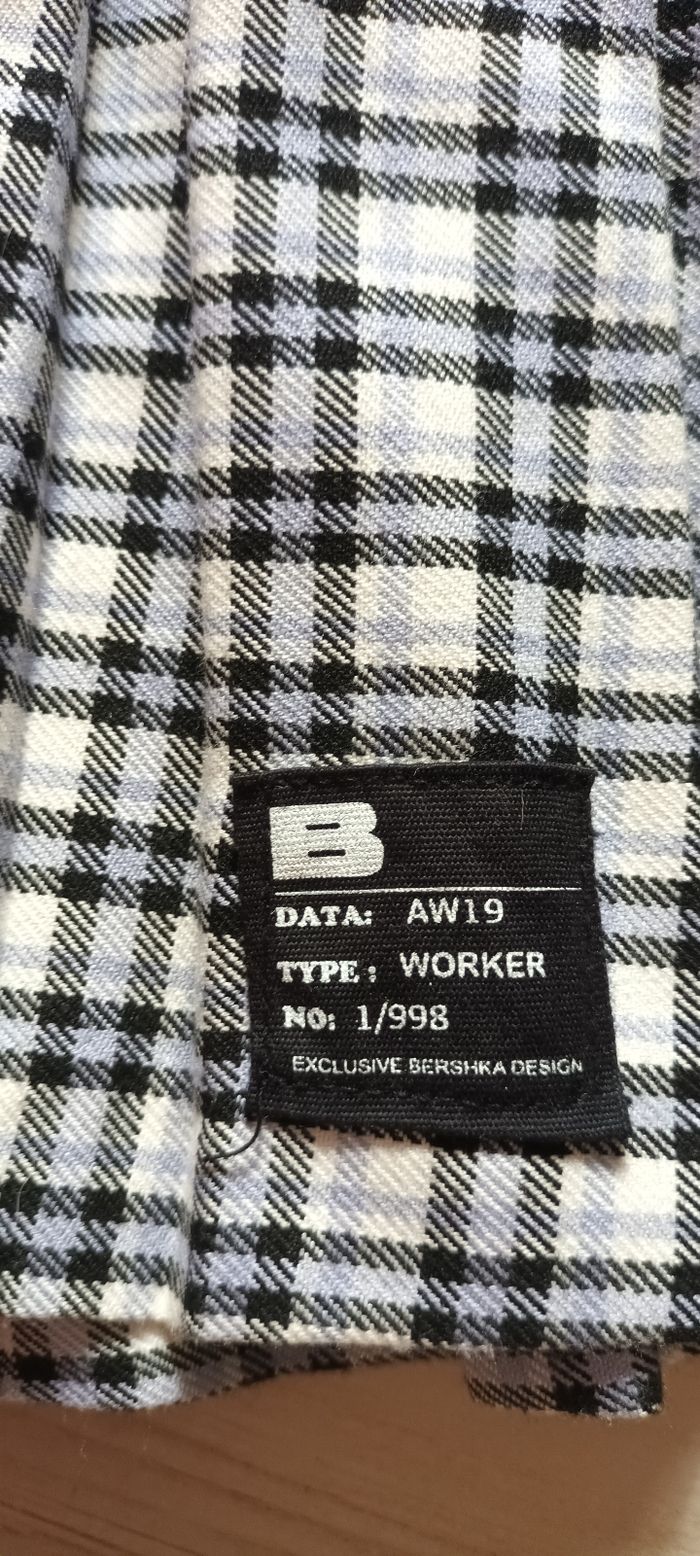 B
DATA: AW19
TYPE: WORKER
NO: 1/998
EXCLUSIVE BERSHKA DESIGN